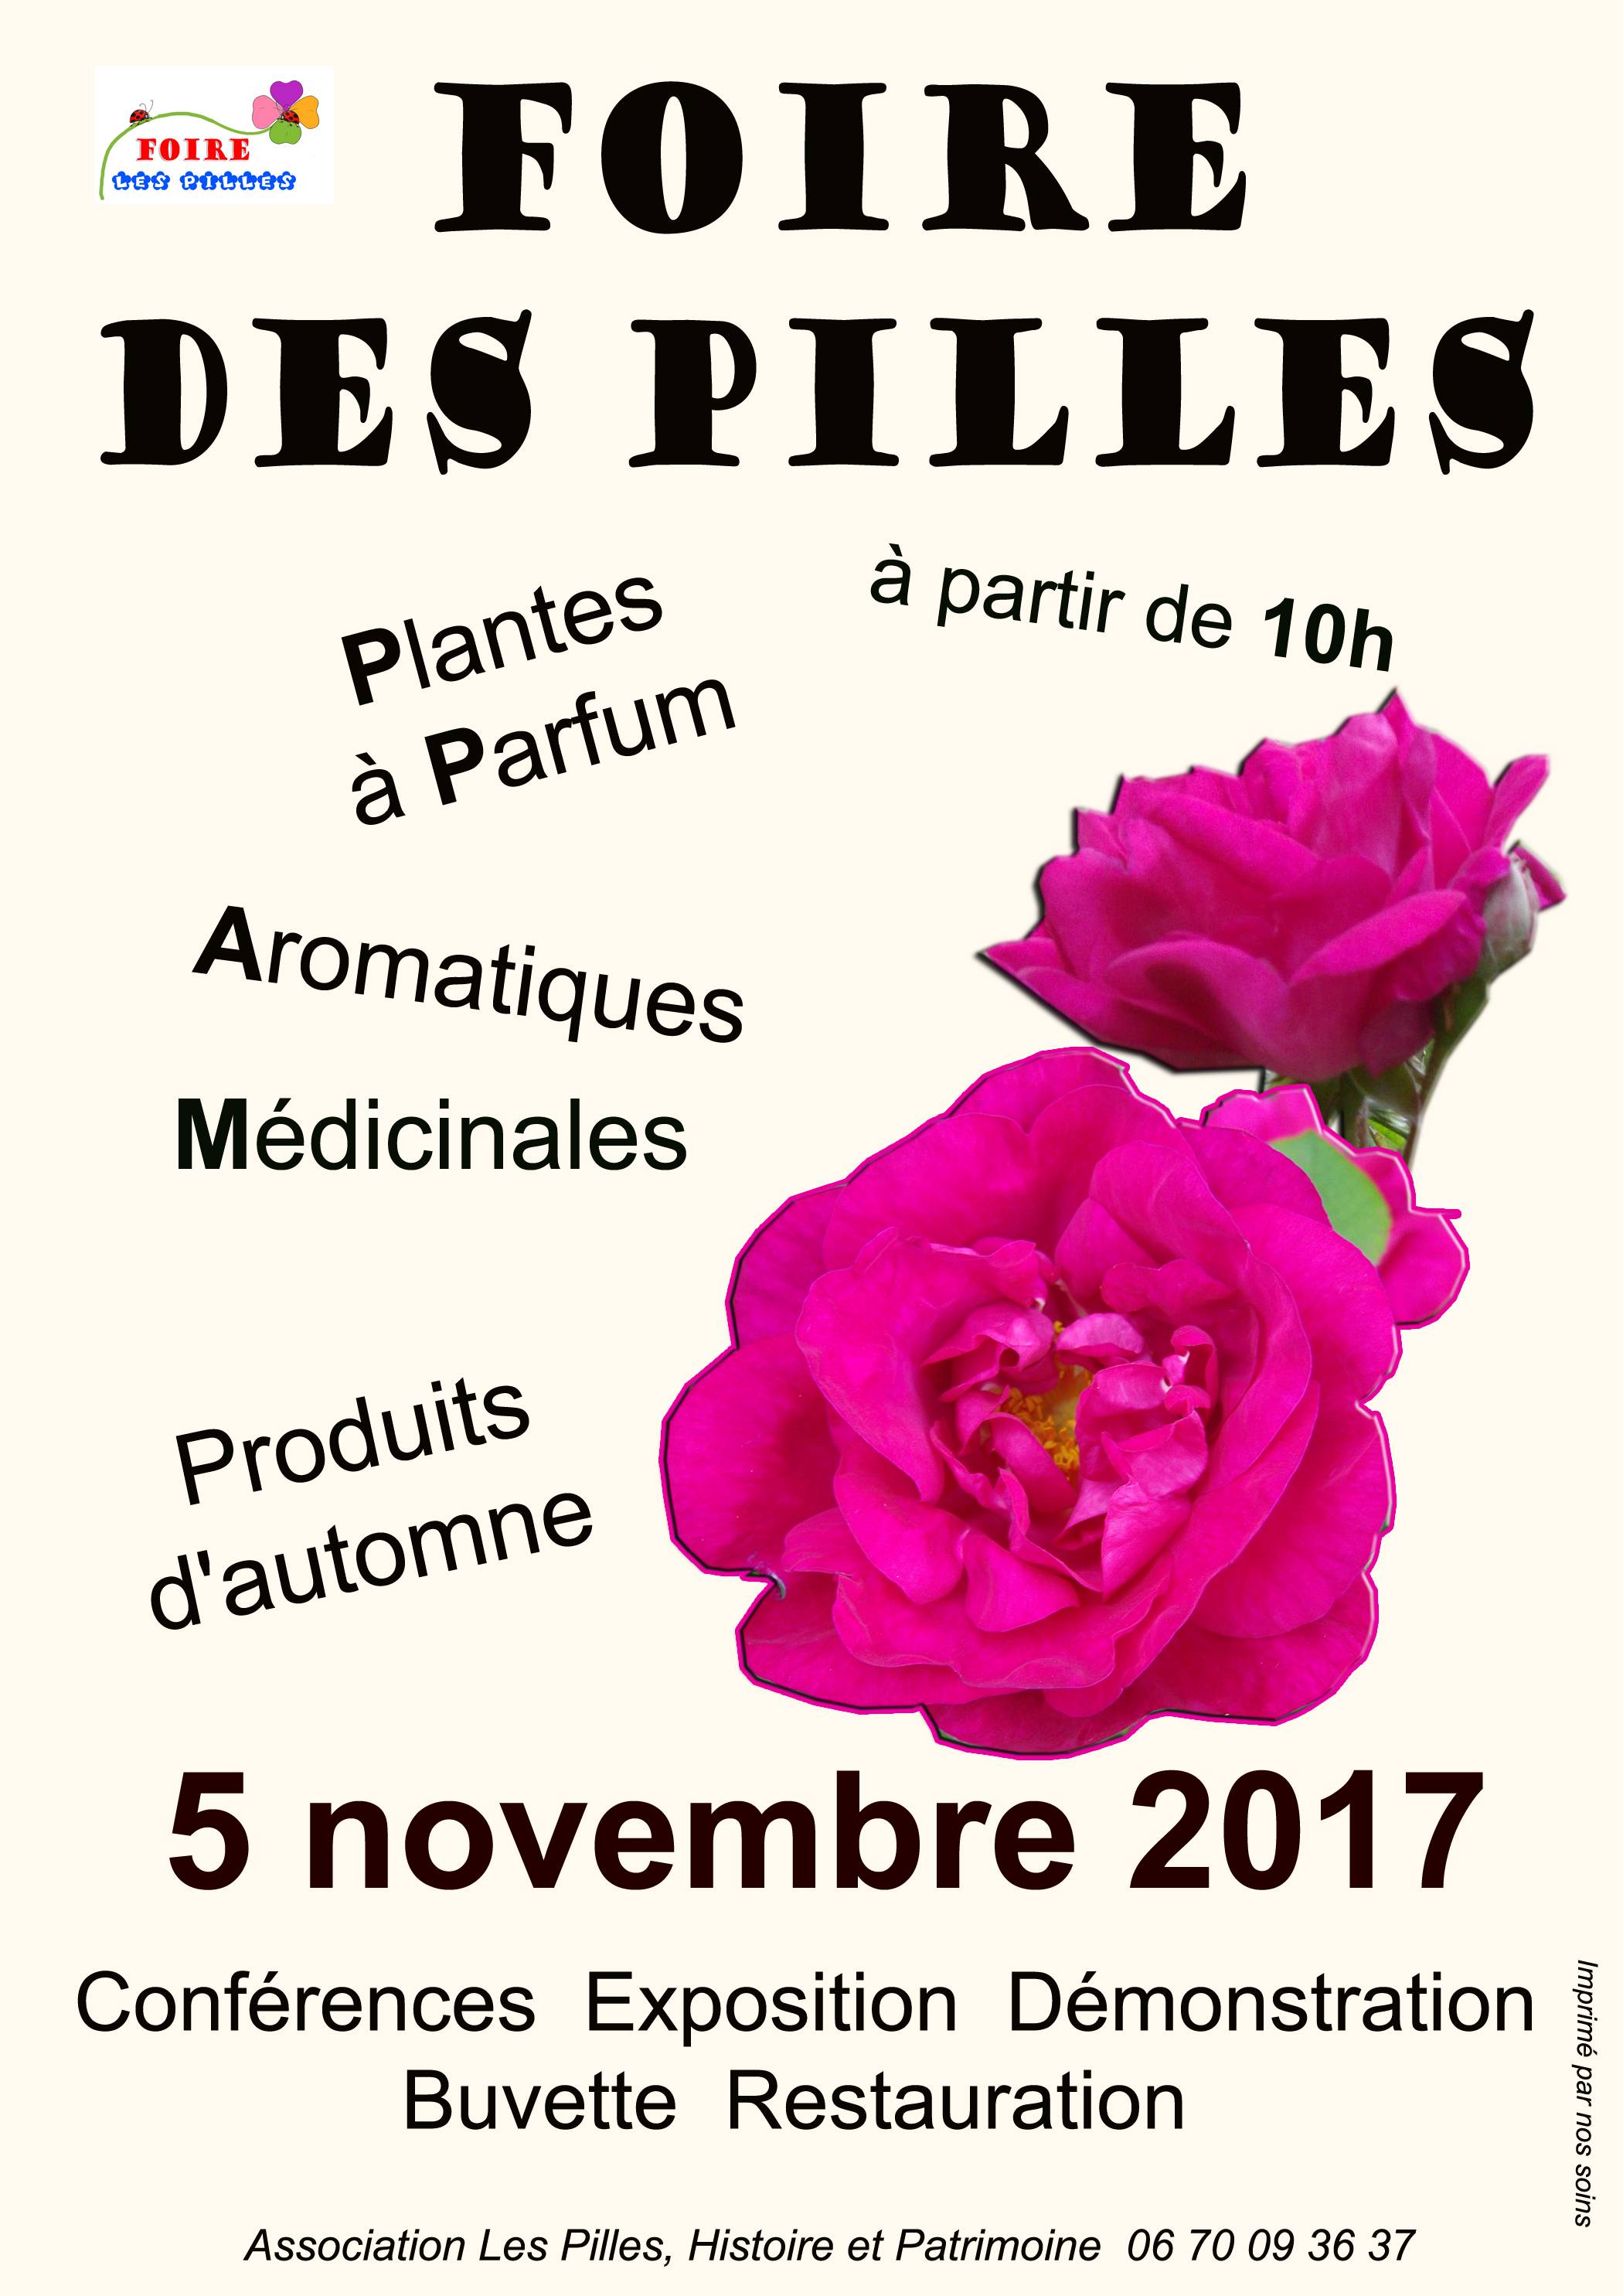 FOIRE
LES PILLES
FOIRE
DES PILLES
à partir de 10h
Plantes
à Parfum
Aromatiques
Médicinales
Produits
d'automne
5 novembre 2017
Conférences Exposition Démonstration
Buvette Restauration
Imprimé par nos soins
Association Les Pilles, Histoire et Patrimoine 06 70 09 36 37